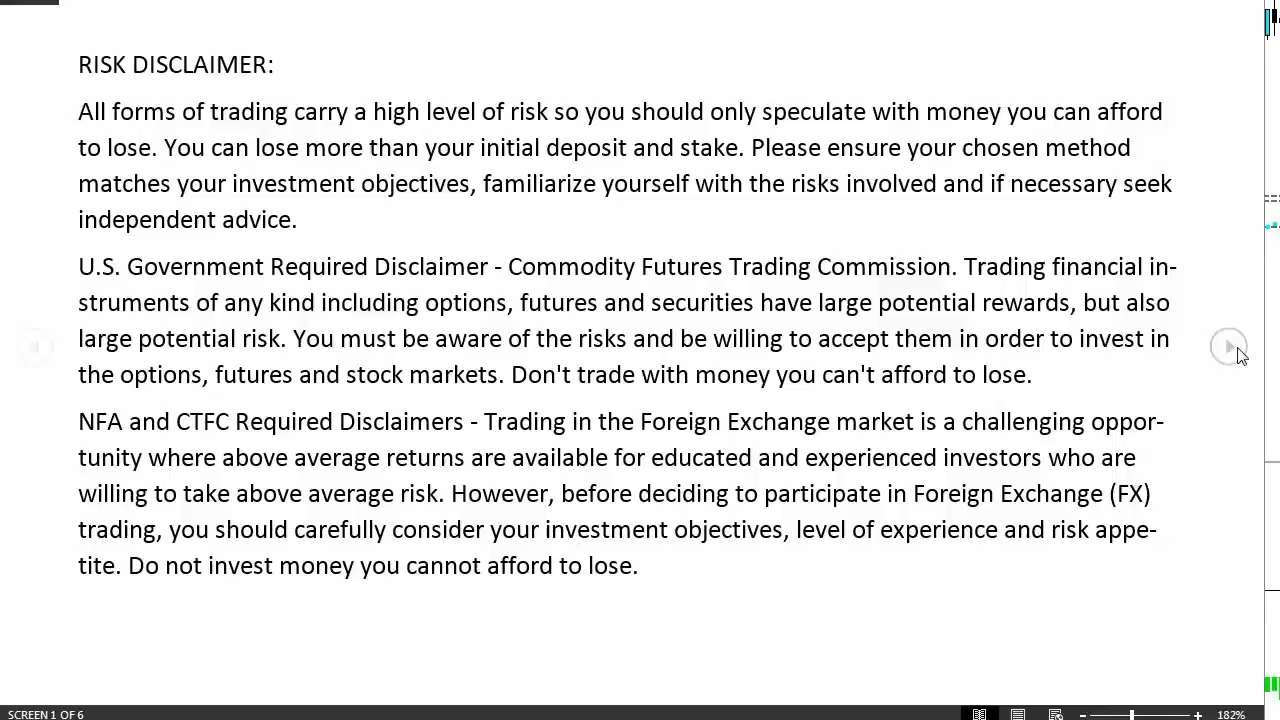 RISK DISCLAIMER:
All forms of trading carry a high level of risk so you should only speculate with money you can afford
to lose. You can lose more than your initial deposit and stake. Please ensure your chosen method
matches your investment objectives, familiarize yourself with the risks involved and if necessary seek
independent advice.
U.S. Government Required Disclaimer - Commodity Futures Trading Commission. Trading financial in-
struments of any kind including options, futures and securities have large potential rewards, but also
large potential risk. You must be aware of the risks and be willing to accept them in order to invest in
the options, futures and stock markets. Don't trade with money you can't afford to lose.
NFA and CTFC Required Disclaimers - Trading in the Foreign Exchange market is a challenging oppor-
tunity where above average returns are available for educated and experienced investors who are
willing to take above average risk. However, before deciding to participate in Foreign Exchange (FX)
trading, you should carefully consider your investment objectives, level of experience and risk appe-
tite. Do not invest money you cannot afford to lose.
SCREEN 1 OF 6
182%